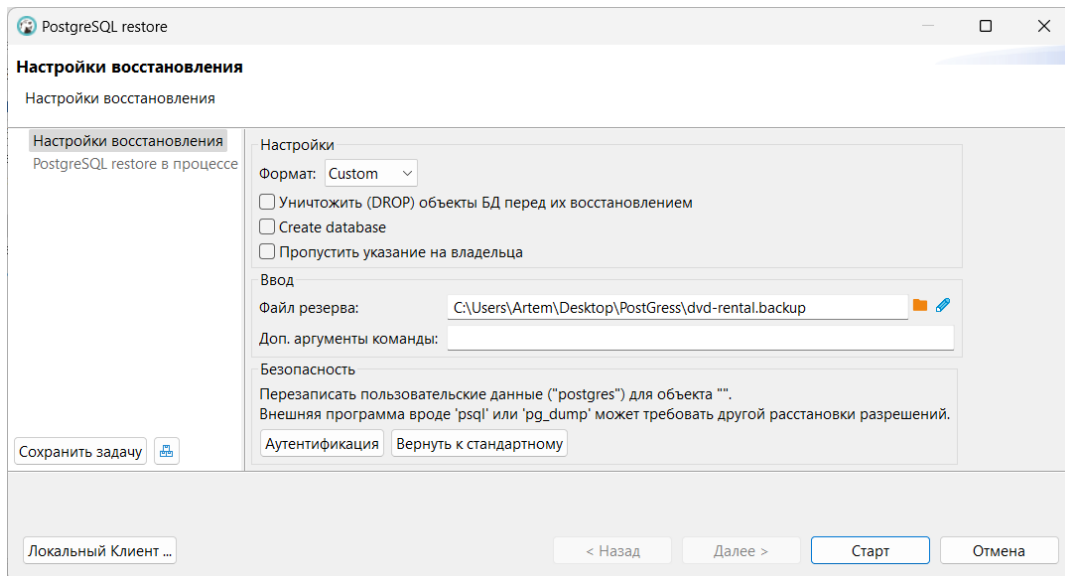 PostgreSQL restore
Настройки восстановления
Настройки восстановления
Настройки восстановления
PostgreSQL restore в процессе
Настройки
Формат: Custom
Уничтожить (DROP) объекты БД перед их восстановлением
Create database
Пропустить указание на владельца
Ввод
Файл резерва: C:\Users\Artem\Desktop\PostGress\dvd-rental.backup
Доп. аргументы команды:
Безопасность
Перезаписать пользовательские данные ("postgres") для объекта "".
Внешняя программа вроде 'psql' или 'pg_dump' может требовать другой расстановки разрешений.
Аутентификация Вернуть к стандартному
Сохранить задачу
Локальный Клиент ... < Назад Далее > Старт Отмена